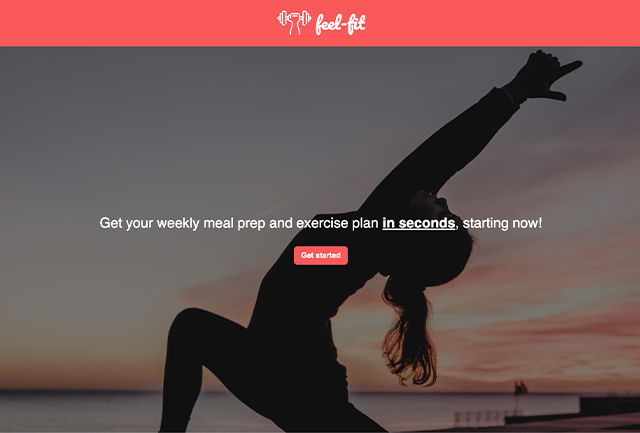 feel-fit
Get your weekly meal prep and exercise plan in seconds, starting now!
Get started